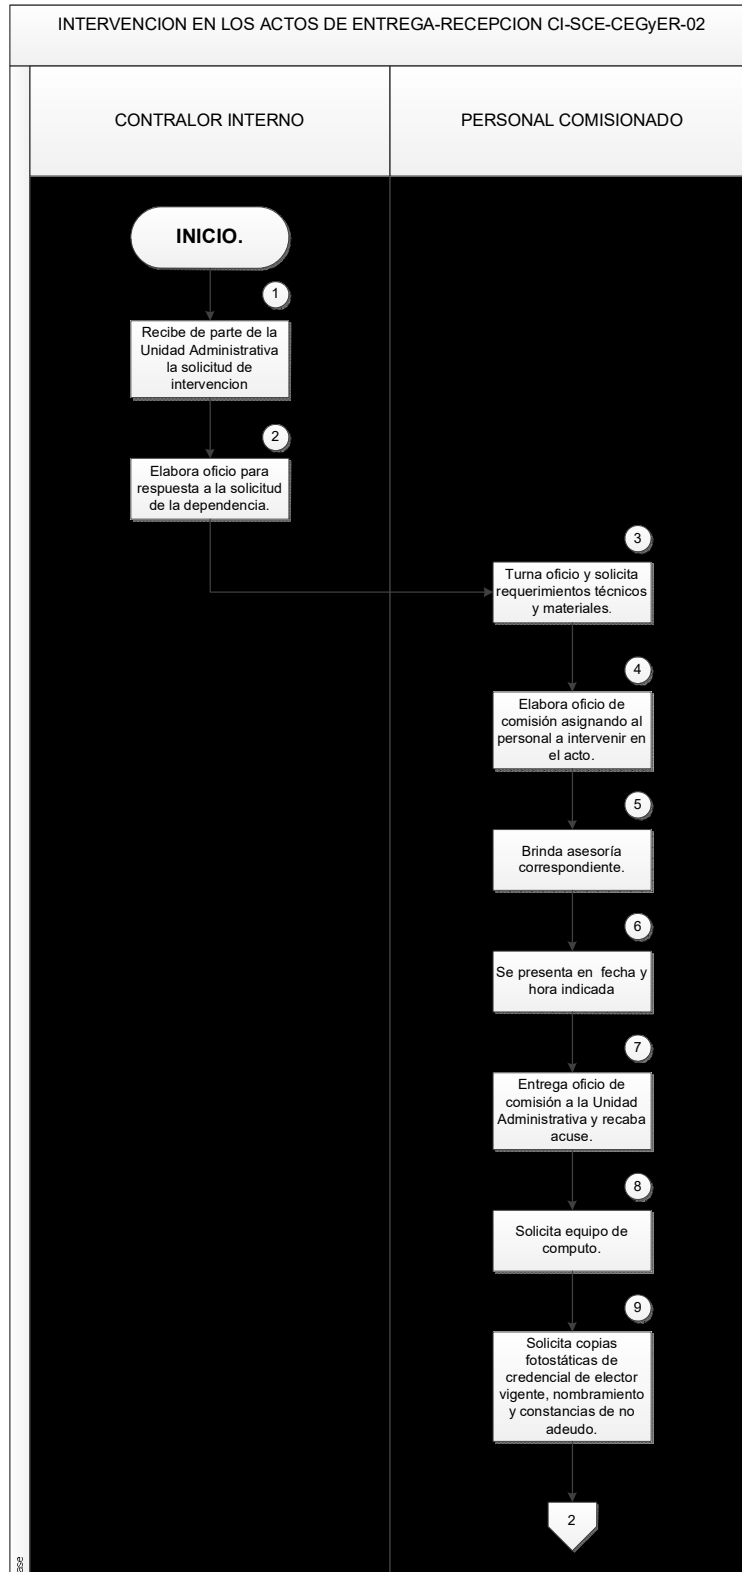 INTERVENCION EN LOS ACTOS DE ENTREGA-RECEPCION CI-SCE-CEGyER-02
CONTRALOR INTERNO
PERSONAL COMISIONADO
INICIO.
1
Recibe de parte de la
Unidad Administrativa
la solicitud de
intervencion
2
Elabora oficio para
respuesta a la solicitud
de la dependencia.
3
Turna oficio y solicita
requerimientos técnicos
y materiales.
4
Elabora oficio de
comisión asignando al
personal a intervenir en
el acto.
5
Brinda asesoría
correspondiente.
6
Se presenta en fecha y
hora indicada
7
Entrega oficio de
comisión a la Unidad
Administrativa y recaba
acuse.
8
Solicita equipo de
computo.
9
Solicita copias
fotostáticas de
credencial de elector
vigente, nombramiento
y constancias de no
adeudo.
2